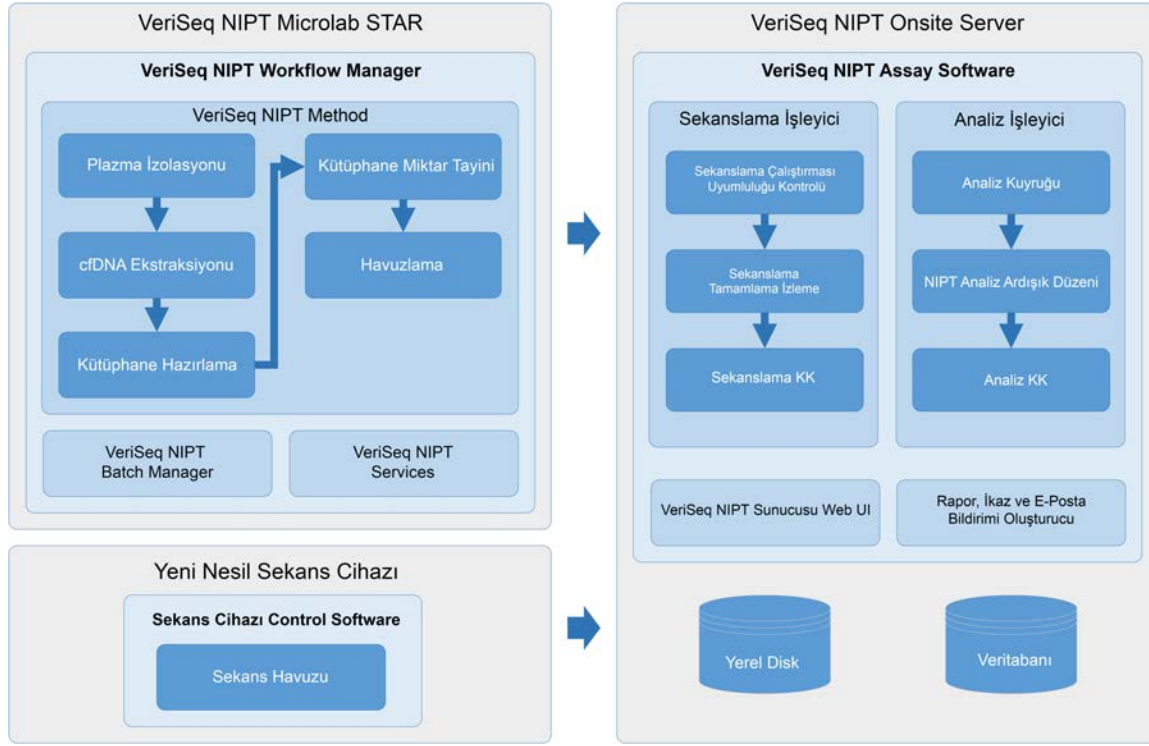 VeriSeq NIPT Microlab STAR
VeriSeq NIPT Workflow Manager
VeriSeq NIPT Method
Plazma İzolasyonu
cfDNA Ekstraksiyonu
Kütüphane Hazırlama
Kütüphane Miktar Tayini
Havuzlama
VeriSeq NIPT
Batch Manager
VeriSeq NIPT
Services
Yeni Nesil Sekans Cihazı
Sekans Cihazı Control Software
Sekans Havuzu
VeriSeq NIPT Onsite Server
VeriSeq NIPT Assay Software
Sekanslama İşleyici
Sekanslama Çalıştırması
Uyumluluğu Kontrolü
Sekanslama
Tamamlama İzleme
Sekanslama KK
Analiz İşleyici
Analiz Kuyruğu
NIPT Analiz Ardışık Düzeni
Analiz KK
VeriSeq NIPT Sunucusu Web UI
Rapor, İkaz ve E-Posta
Bildirimi Oluşturucu
Yerel Disk
Veritabanı